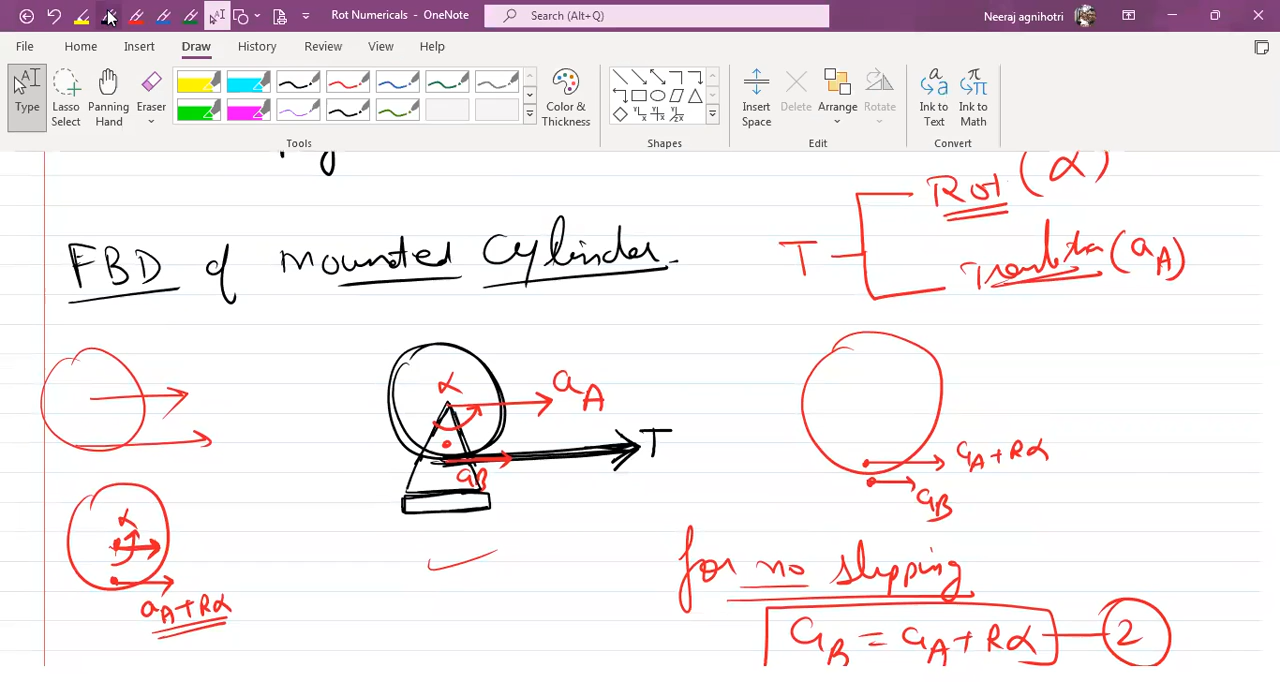 Rot Numericals - OneNote
Search (Alt+Q)
Neeraj agnihotri
File Home Insert Draw View History Review View Help
Type
Lasso Select
Panning Hand
Eraser
Color & Thickness
Insert Space
Delete
Arrange
Rotate
Ink to Text
Ink to Math
Tools
Shapes
Edit
Convert
Rot (α)
T
(a_A)
FBD of mounted Cylinder
α
a_A
T
a_B
a_A+Rα
a_B
α
a_A+Rα
for no slipping
a_B = a_A + Rα
2